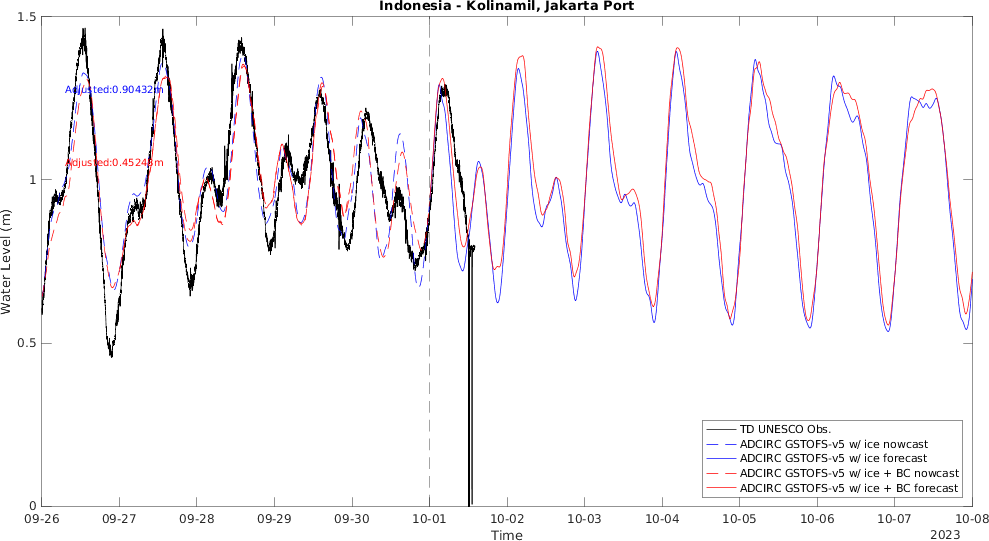 Indonesia - Kolinamil, Jakarta Port
1.5
1
0.5
0
Water Level (m)
Adjusted:0.90432m
Adjusted:0.45243m
TD UNESCO Obs.
ADCIRC GSTOFS-v5 w/ ice nowcast
ADCIRC GSTOFS-v5 w/ ice forecast
ADCIRC GSTOFS-v5 w/ ice + BC nowcast
ADCIRC GSTOFS-v5 w/ ice + BC forecast
09-26 09-27 09-28 09-29 09-30 10-01 10-02 10-03 10-04 10-05 10-06 10-07 10-08
Time
2023